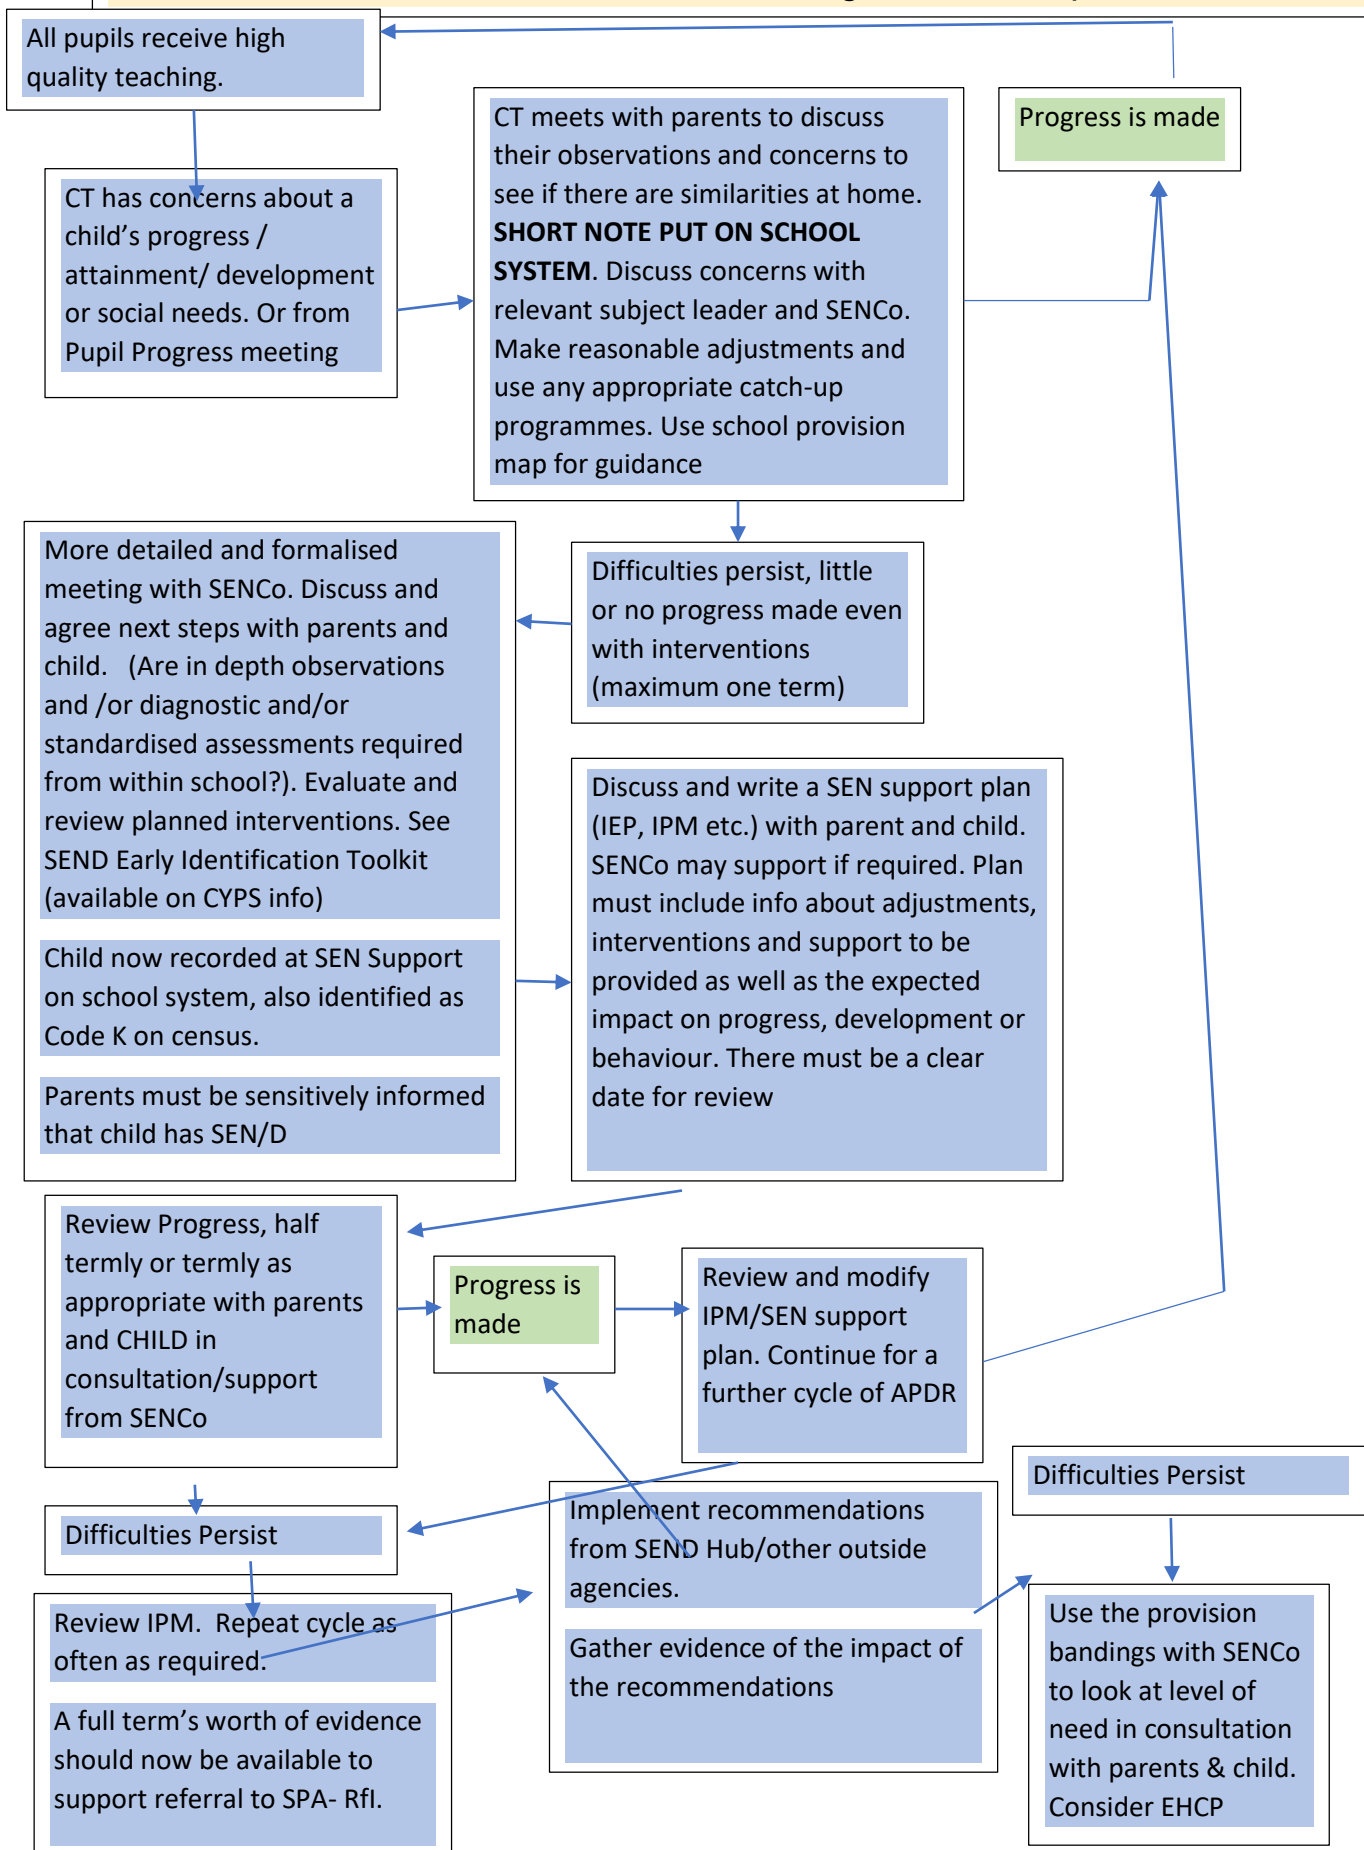 All pupils receive high
quality teaching.
Progress is made
CT has concerns about a
child's progress /
attainment/ development
or social needs. Or from
Pupil Progress meeting
CT meets with parents to discuss
their observations and concerns to
see if there are similarities at home.
SHORT NOTE PUT ON SCHOOL
SYSTEM. Discuss concerns with
relevant subject leader and SENCo.
Make reasonable adjustments and
use any appropriate catch-up
programmes. Use school provision
map for guidance
Difficulties persist, little
or no progress made even
with interventions
(maximum one term)
More detailed and formalised
meeting with SENCo. Discuss and
agree next steps with parents and
child.   (Are in depth observations
and /or diagnostic and/or
standardised assessments required
from within school?). Evaluate and
review planned interventions. See
SEND Early Identification Toolkit
(available on CYPS info)
Child now recorded at SEN Support
on school system, also identified as
Code K on census.
Parents must be sensitively informed
that child has SEN/D
Discuss and write a SEN support plan
(IEP, IPM etc.) with parent and child.
SENCo may support if required. Plan
must include info about adjustments,
interventions and support to be
provided as well as the expected
impact on progress, development or
behaviour. There must be a clear
date for review
Review Progress, half
termly or termly as
appropriate with parents
and CHILD in
consultation/support
from SENCo
Progress is
made
Review and modify
IPM/SEN support
plan. Continue for a
further cycle of APDR
Difficulties Persist
Difficulties Persist
Implement recommendations
from SEND Hub/other outside
agencies.
Gather evidence of the impact of
the recommendations
Review IPM.  Repeat cycle as
often as required.
A full term's worth of evidence
should now be available to
support referral to SPA- RfI.
Use the provision
bandings with SENCo
to look at level of
need in consultation
with parents & child.
Consider EHCP